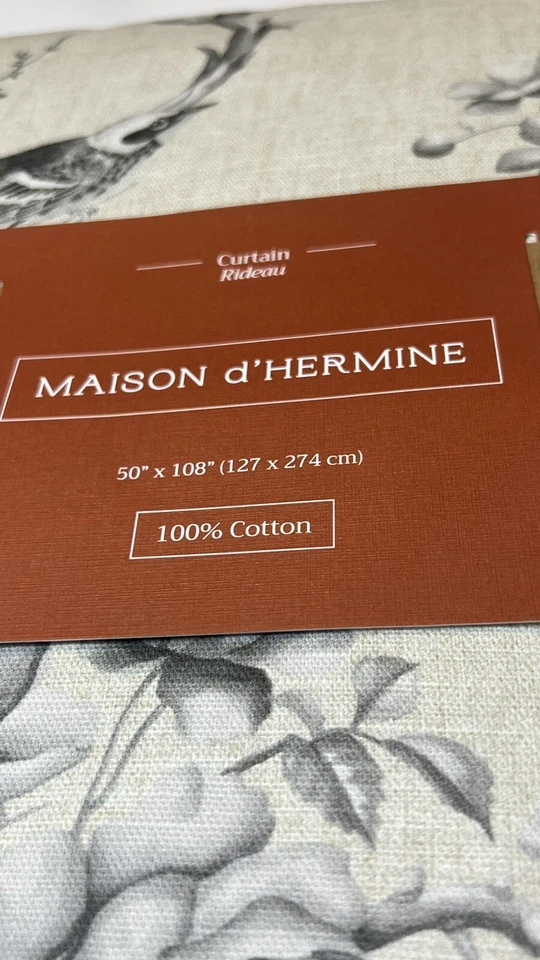 Curtain
Rideau
MAISON d'HERMINE
50" x 108" (127 x 274 cm)
100% Cotton